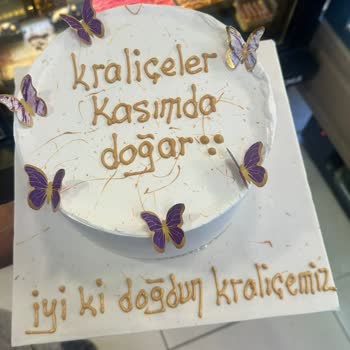 kraliçeler
kasımda
doğar
iyi ki doğdun kraliçemiz